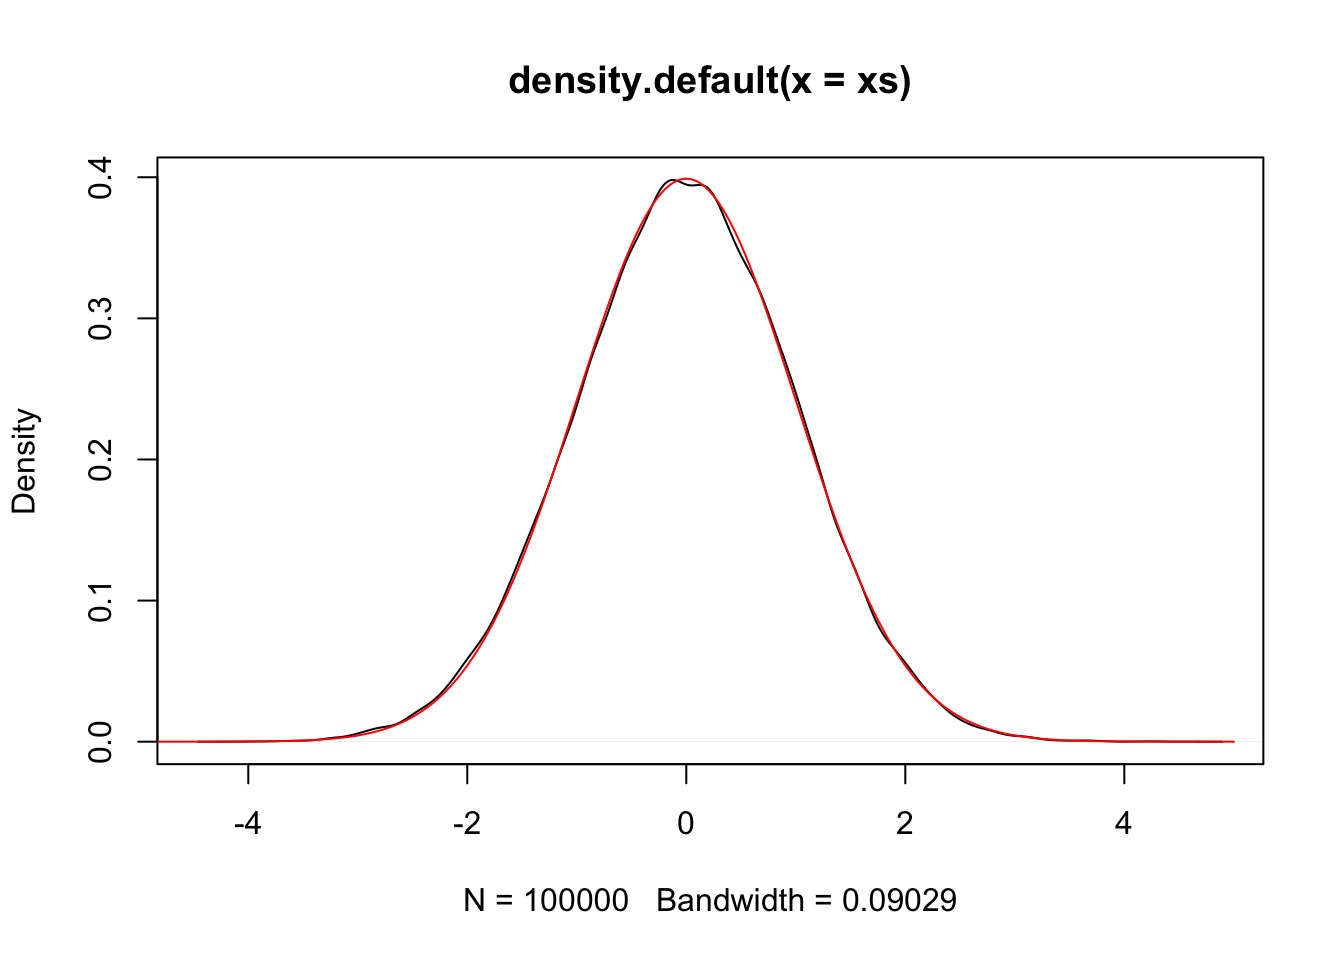 density.default(x = xs)
Density
0.4
0.3
0.2
0.1
0.0
-4 -2 0 2 4
N = 100000 Bandwidth = 0.09029